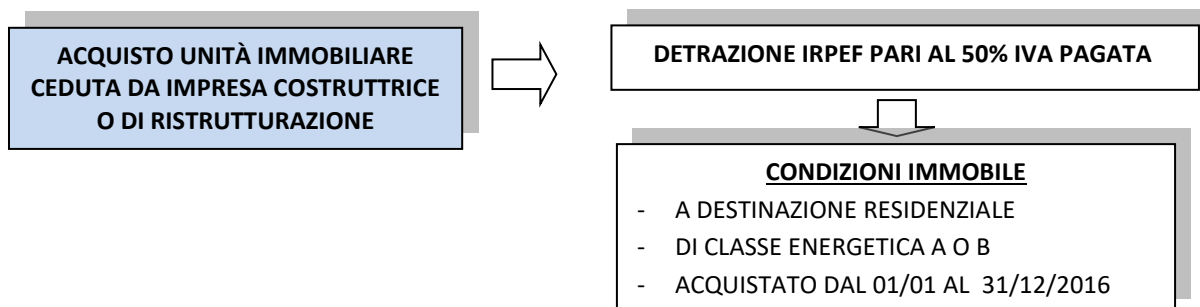 ACQUISTO UNITÀ IMMOBILIARE
CEDUTA DA IMPRESA COSTRUTTRICE
O DI RISTRUTTURAZIONE
DETRAZIONE IRPEF PARI AL 50% IVA PAGATA
CONDIZIONI IMMOBILE
- A DESTINAZIONE RESIDENZIALE
- DI CLASSE ENERGETICA A O B
- ACQUISTATO DAL 01/01 AL 31/12/2016